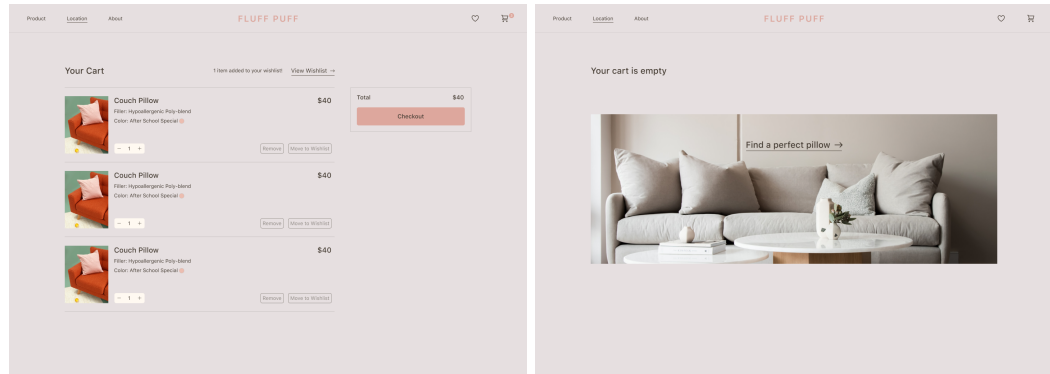 Product Location About FLUFF PUFF
Your Cart 1 item added to your wishlist! View Wishlist →
Couch Pillow $40
Filler: Hypoallergenic Poly-blend
Color: After School Special
− 1 + Remove Move to Wishlist
Couch Pillow $40
Filler: Hypoallergenic Poly-blend
Color: After School Special
− 1 + Remove Move to Wishlist
Couch Pillow $40
Filler: Hypoallergenic Poly-blend
Color: After School Special
− 1 + Remove Move to Wishlist
Total $40
Checkout
Product Location About FLUFF PUFF
Your cart is empty
Find a perfect pillow →